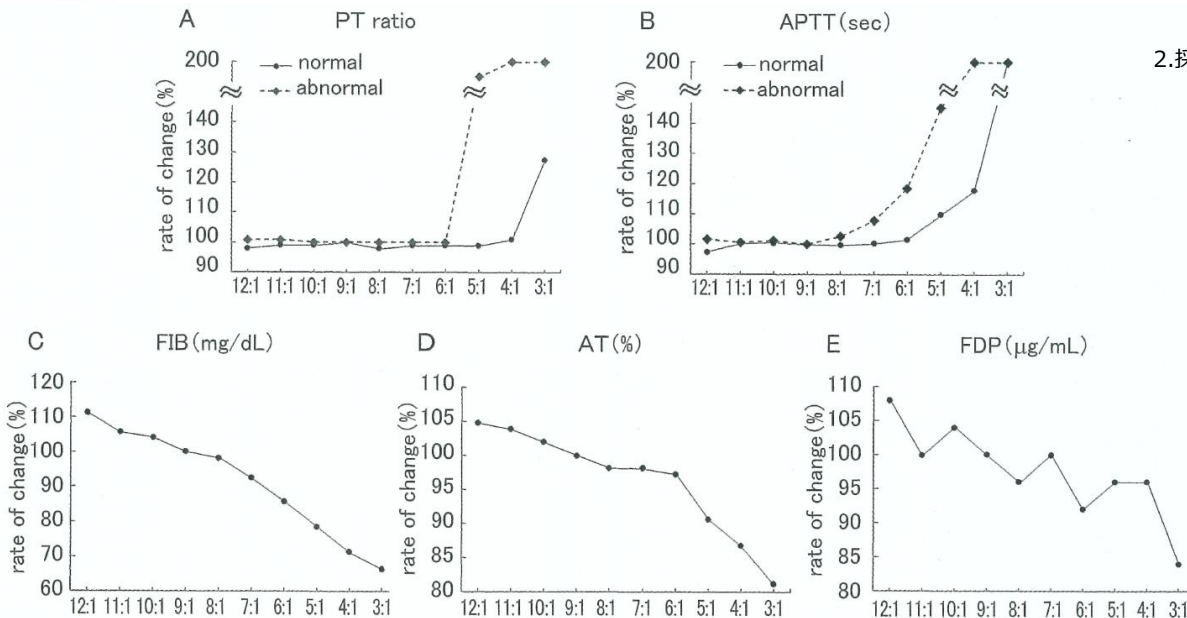 A PT ratio
rate of change(%)
200
140
130
120
110
100
90
normal
abnormal
12:1 11:1 10:1 9:1 8:1 7:1 6:1 5:1 4:1 3:1
B APTT(sec)
rate of change(%)
200
140
130
120
110
100
90
normal
abnormal
12:1 11:1 10:1 9:1 8:1 7:1 6:1 5:1 4:1 3:1
2.採
C FIB(mg/dL)
rate of change(%)
120
110
100
90
80
70
60
12:1 11:1 10:1 9:1 8:1 7:1 6:1 5:1 4:1 3:1
D AT(%)
rate of change(%)
110
105
100
95
90
85
80
12:1 11:1 10:1 9:1 8:1 7:1 6:1 5:1 4:1 3:1
E FDP(μg/mL)
rate of change(%)
110
105
100
95
90
85
80
12:1 11:1 10:1 9:1 8:1 7:1 6:1 5:1 4:1 3:1